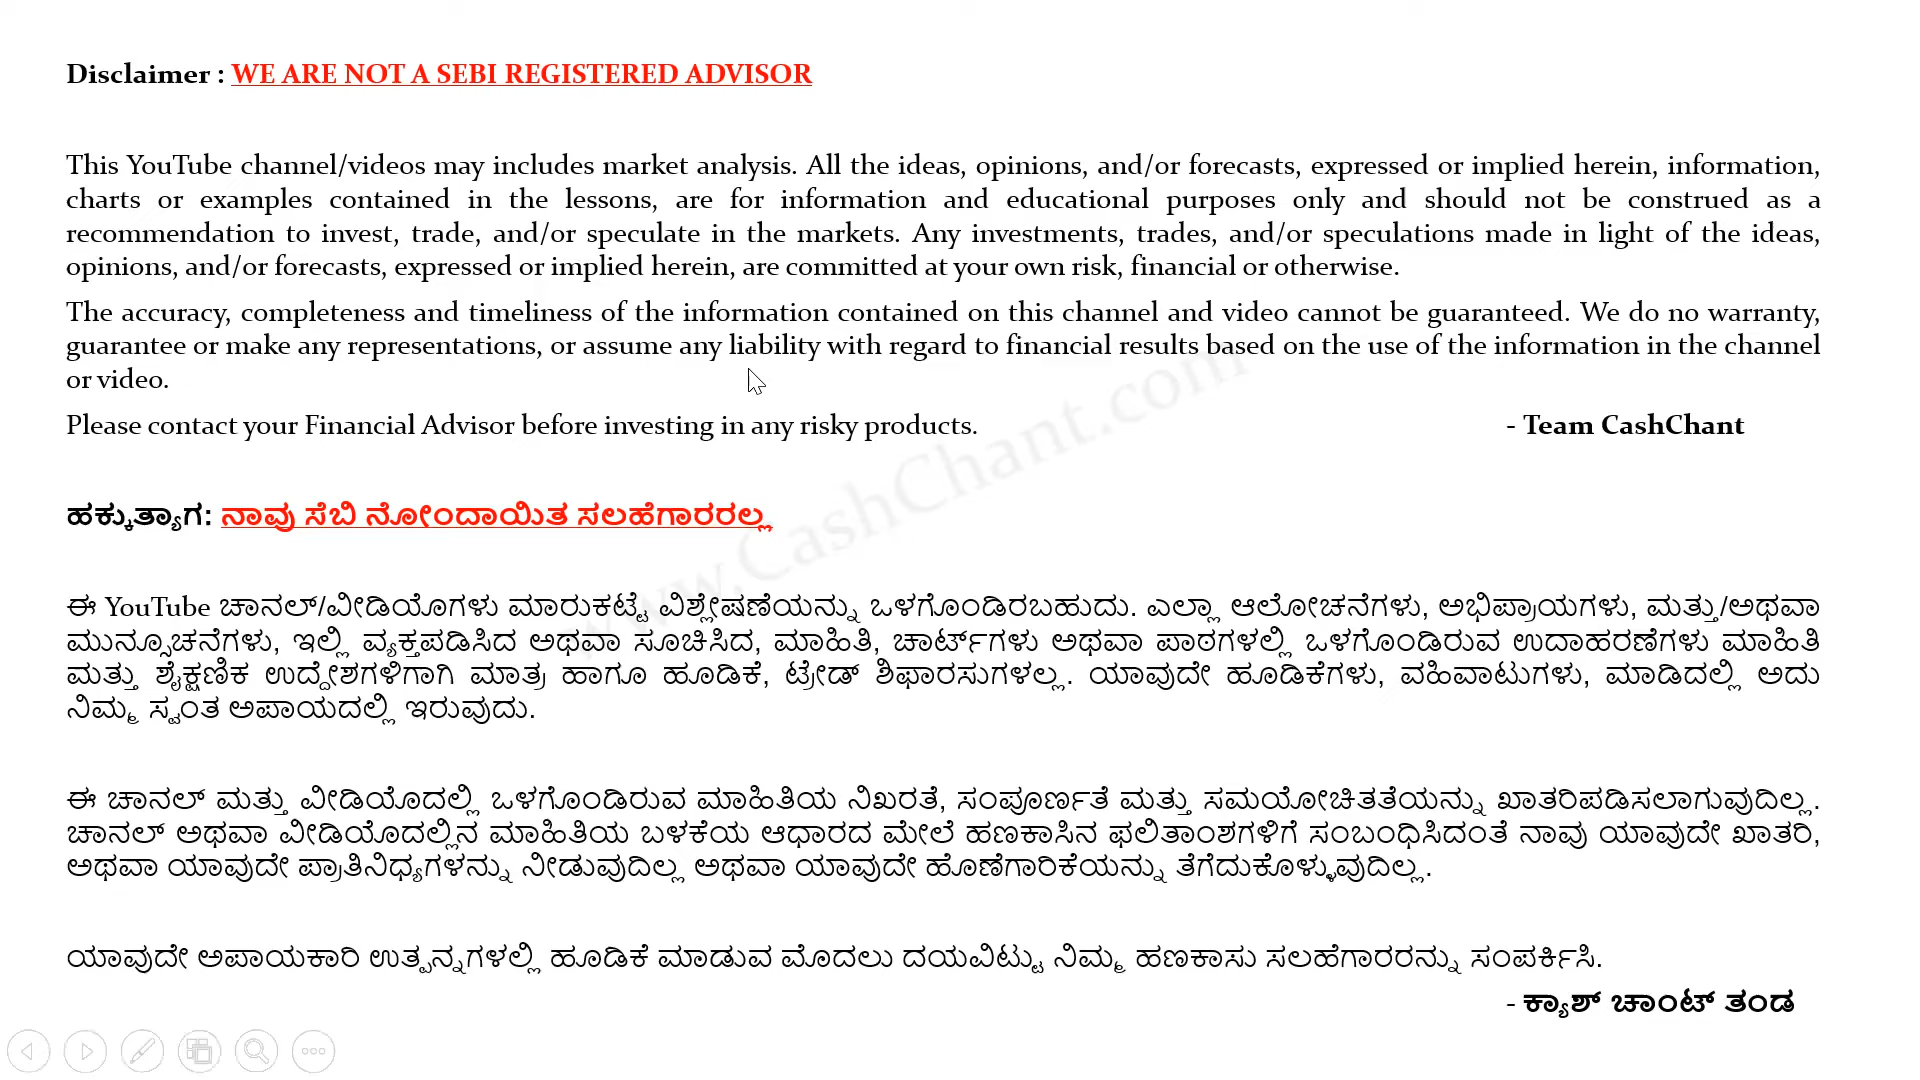 Disclaimer : WE ARE NOT A SEBI REGISTERED ADVISOR
This YouTube channel/videos may includes market analysis. All the ideas, opinions, and/or forecasts, expressed or implied herein, information,
charts or examples contained in the lessons, are for information and educational purposes only and should not be construed as a
recommendation to invest, trade, and/or speculate in the markets. Any investments, trades, and/or speculations made in light of the ideas,
opinions, and/or forecasts, expressed or implied herein, are committed at your own risk, financial or otherwise.
The accuracy, completeness and timeliness of the information contained on this channel and video cannot be guaranteed. We do no warranty,
guarantee or make any representations, or assume any liability with regard to financial results based on the use of the information in the channel
or video.
Please contact your Financial Advisor before investing in any risky products. - Team CashChant
www.CashChant.com
ಹಕ್ಕುತ್ಯಾಗ: ನಾವು ಸೆಬಿ ನೋಂದಾಯಿತ ಸಲಹೆಗಾರರಲ್ಲ
ಈ YouTube ಚಾನಲ್/ವೀಡಿಯೊಗಳು ಮಾರುಕಟ್ಟೆ ವಿಶ್ಲೇಷಣೆಯನ್ನು ಒಳಗೊಂಡಿರಬಹುದು. ಎಲ್ಲಾ ಆಲೋಚನೆಗಳು, ಅಭಿಪ್ರಾಯಗಳು, ಮತ್ತು/ಅಥವಾ
ಮುನ್ಸೂಚನೆಗಳು, ಇಲ್ಲಿ ವ್ಯಕ್ತಪಡಿಸಿದ ಅಥವಾ ಸೂಚಿಸಿದ, ಮಾಹಿತಿ, ಚಾರ್ಟ್‌ಗಳು ಅಥವಾ ಪಾಠಗಳಲ್ಲಿ ಒಳಗೊಂಡಿರುವ ಉದಾಹರಣೆಗಳು ಮಾಹಿತಿ
ಮತ್ತು ಶೈಕ್ಷಣಿಕ ಉದ್ದೇಶಗಳಿಗಾಗಿ ಮಾತ್ರ ಹಾಗೂ ಹೂಡಿಕೆ, ಟ್ರೇಡ್ ಶಿಫಾರಸುಗಳಲ್ಲ. ಯಾವುದೇ ಹೂಡಿಕೆಗಳು, ವಹಿವಾಟುಗಳು, ಮಾಡಿದಲ್ಲಿ ಅದು
ನಿಮ್ಮ ಸ್ವಂತ ಅಪಾಯದಲ್ಲಿ ಇರುವುದು.
ಈ ಚಾನಲ್ ಮತ್ತು ವೀಡಿಯೊದಲ್ಲಿ ಒಳಗೊಂಡಿರುವ ಮಾಹಿತಿಯ ನಿಖರತೆ, ಸಂಪೂರ್ಣತೆ ಮತ್ತು ಸಮಯೋಚಿತತೆಯನ್ನು ಖಾತರಿಪಡಿಸಲಾಗುವುದಿಲ್ಲ.
ಚಾನಲ್ ಅಥವಾ ವೀಡಿಯೊದಲ್ಲಿನ ಮಾಹಿತಿಯ ಬಳಕೆಯ ಆಧಾರದ ಮೇಲೆ ಹಣಕಾಸಿನ ಫಲಿತಾಂಶಗಳಿಗೆ ಸಂಬಂಧಿಸಿದಂತೆ ನಾವು ಯಾವುದೇ ಖಾತರಿ,
ಅಥವಾ ಯಾವುದೇ ಪ್ರಾತಿನಿಧ್ಯಗಳನ್ನು ನೀಡುವುದಿಲ್ಲ ಅಥವಾ ಯಾವುದೇ ಹೊಣೆಗಾರಿಕೆಯನ್ನು ತೆಗೆದುಕೊಳ್ಳುವುದಿಲ್ಲ.
ಯಾವುದೇ ಅಪಾಯಕಾರಿ ಉತ್ಪನ್ನಗಳಲ್ಲಿ ಹೂಡಿಕೆ ಮಾಡುವ ಮೊದಲು ದಯವಿಟ್ಟು ನಿಮ್ಮ ಹಣಕಾಸು ಸಲಹೆಗಾರರನ್ನು ಸಂಪರ್ಕಿಸಿ.
- ಕ್ಯಾಶ್ ಚಾಂಟ್ ತಂಡ